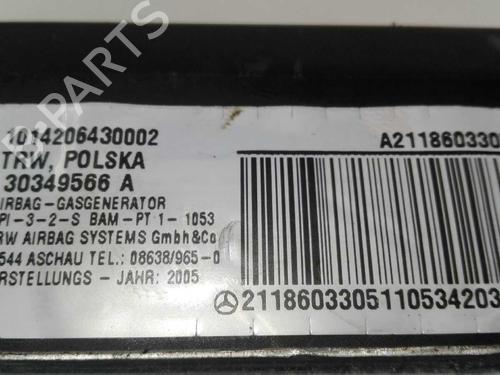 1014206430002
TRW, POLSKA
30349566 A
AIRBAG-GASGENERATOR
PI-3-2-S BAM-PT 1- 1053
RW AIRBAG SYSTEMS GmbH&Co
544 ASCHAU TEL.: 08638/965-0
ERSTELLUNGS - JAHR: 2005
A211860330
2118603305110534203
B-PARTS